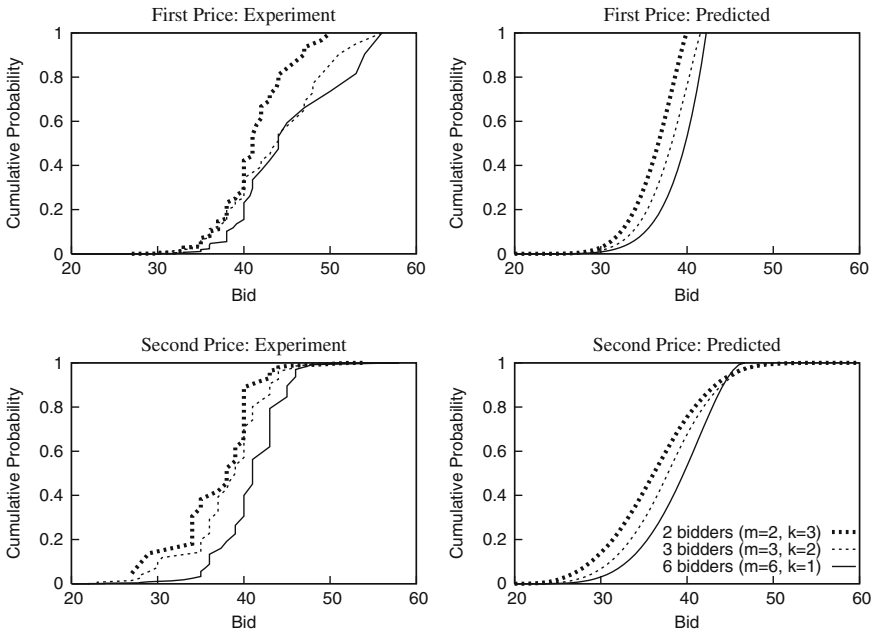 First Price: Experiment
Cumulative Probability
1
0.8
0.6
0.4
0.2
0
20 30 40 50 60
Bid
First Price: Predicted
Cumulative Probability
1
0.8
0.6
0.4
0.2
0
20 30 40 50 60
Bid
Second Price: Experiment
Cumulative Probability
1
0.8
0.6
0.4
0.2
0
20 30 40 50 60
Bid
Second Price: Predicted
Cumulative Probability
1
0.8
0.6
0.4
0.2
0
2 bidders (m=2, k=3)
3 bidders (m=3, k=2)
6 bidders (m=6, k=1)
20 30 40 50 60
Bid